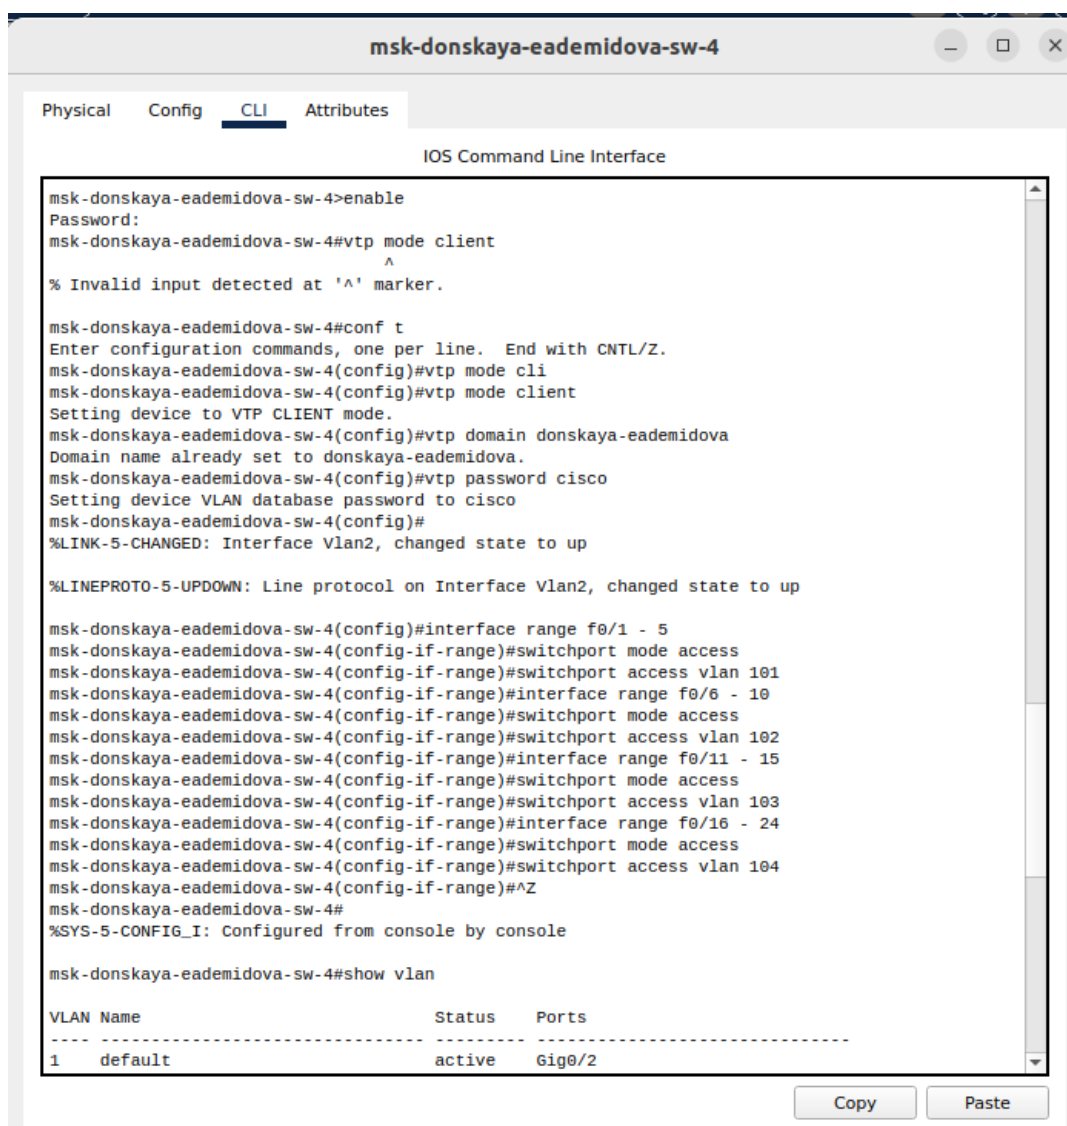 msk-donskaya-eademidova-sw-4
Physical Config CLI Attributes
IOS Command Line Interface
msk-donskaya-eademidova-sw-4>enable
Password:
msk-donskaya-eademidova-sw-4#vtp mode client
^
% Invalid input detected at '^' marker.
msk-donskaya-eademidova-sw-4#conf t
Enter configuration commands, one per line.  End with CNTL/Z.
msk-donskaya-eademidova-sw-4(config)#vtp mode cli
msk-donskaya-eademidova-sw-4(config)#vtp mode client
Setting device to VTP CLIENT mode.
msk-donskaya-eademidova-sw-4(config)#vtp domain donskaya-eademidova
Domain name already set to donskaya-eademidova.
msk-donskaya-eademidova-sw-4(config)#vtp password cisco
Setting device VLAN database password to cisco
msk-donskaya-eademidova-sw-4(config)#
%LINK-5-CHANGED: Interface Vlan2, changed state to up
%LINEPROTO-5-UPDOWN: Line protocol on Interface Vlan2, changed state to up
msk-donskaya-eademidova-sw-4(config)#interface range f0/1 - 5
msk-donskaya-eademidova-sw-4(config-if-range)#switchport mode access
msk-donskaya-eademidova-sw-4(config-if-range)#switchport access vlan 101
msk-donskaya-eademidova-sw-4(config-if-range)#interface range f0/6 - 10
msk-donskaya-eademidova-sw-4(config-if-range)#switchport mode access
msk-donskaya-eademidova-sw-4(config-if-range)#switchport access vlan 102
msk-donskaya-eademidova-sw-4(config-if-range)#interface range f0/11 - 15
msk-donskaya-eademidova-sw-4(config-if-range)#switchport mode access
msk-donskaya-eademidova-sw-4(config-if-range)#switchport access vlan 103
msk-donskaya-eademidova-sw-4(config-if-range)#interface range f0/16 - 24
msk-donskaya-eademidova-sw-4(config-if-range)#switchport mode access
msk-donskaya-eademidova-sw-4(config-if-range)#switchport access vlan 104
msk-donskaya-eademidova-sw-4(config-if-range)#^Z
msk-donskaya-eademidova-sw-4#
%SYS-5-CONFIG_I: Configured from console by console
msk-donskaya-eademidova-sw-4#show vlan
VLAN Name Status Ports
---- -------------------------------- --------- -------------------------------
1 default active Gig0/2
Copy Paste